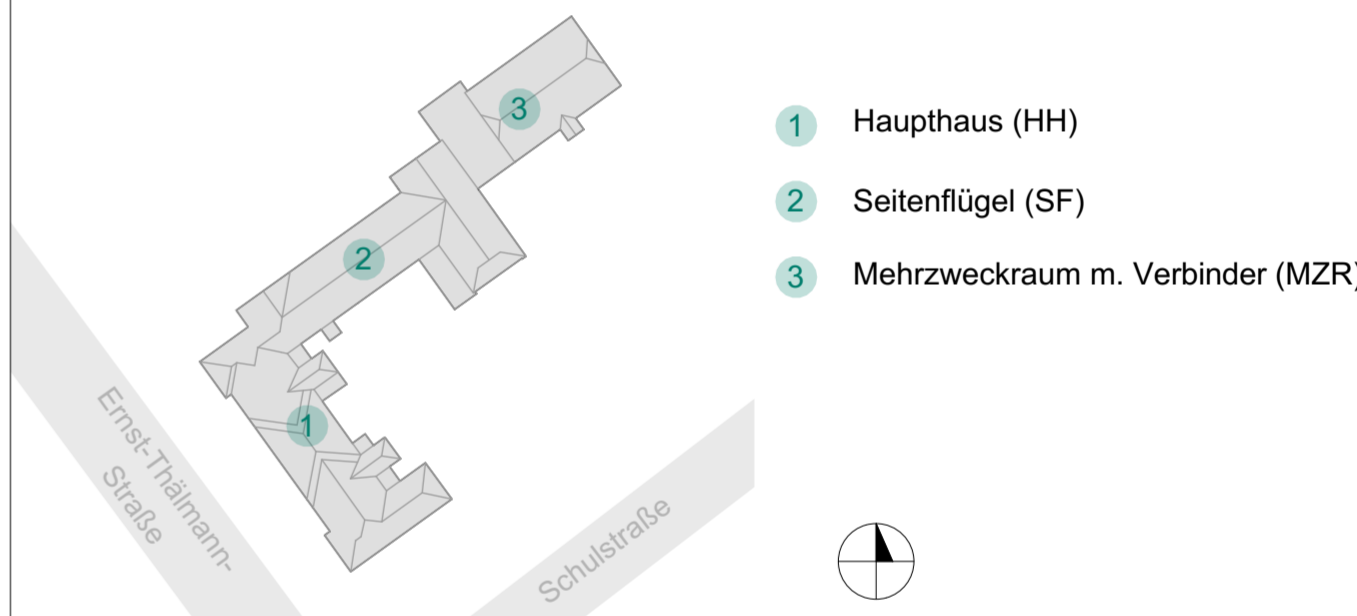 3
1 Haupthaus (HH)
2 Seitenflügel (SF)
2
3 Mehrzweckraum m. Verbinder (MZR)
1
Ernst-Thälmann-
Straße
Schulstraße